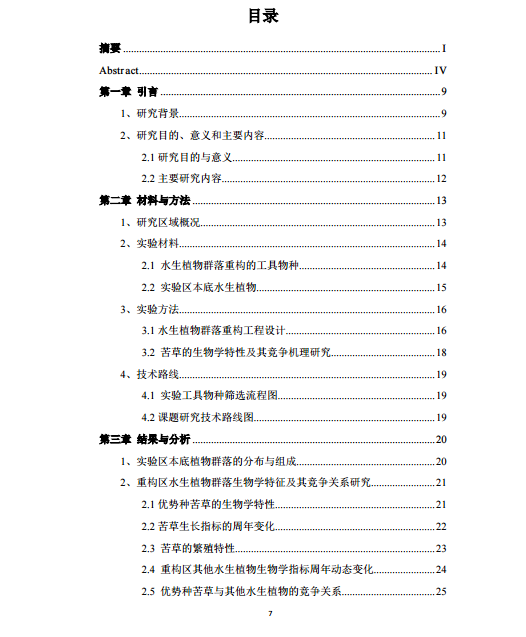 目录
摘要 ........ I
Abstract ........ IV
第一章 引言 ........ 9
1、研究背景 ........ 9
2、研究目的、意义和主要内容 ........ 11
2.1 研究目的与意义 ........ 11
2.2 主要研究内容 ........ 12
第二章 材料与方法 ........ 13
1、研究区域概况 ........ 13
2、实验材料 ........ 14
2.1 水生植物群落重构的工具物种 ........ 14
2.2 实验区本底水生植物 ........ 15
3、实验方法 ........ 16
3.1 水生植物群落重构工程设计 ........ 16
3.2 苦草的生物学特性及其竞争机理研究 ........ 18
4、技术路线 ........ 19
4.1 实验工具物种筛选流程图 ........ 19
4.2 课题研究技术路线图 ........ 19
第三章 结果与分析 ........ 20
1、实验区本底植物群落的分布与组成 ........ 20
2、重构区水生植物群落生物学特征及其竞争关系研究 ........ 21
2.1 优势种苦草的生物学特性 ........ 21
2.2 苦草生长指标的周年变化 ........ 22
2.3 苦草的繁殖特性 ........ 23
2.4 重构区其他水生植物生物学指标周年动态变化 ........ 24
2.5 优势种苦草与其他水生植物的竞争关系 ........ 25
7